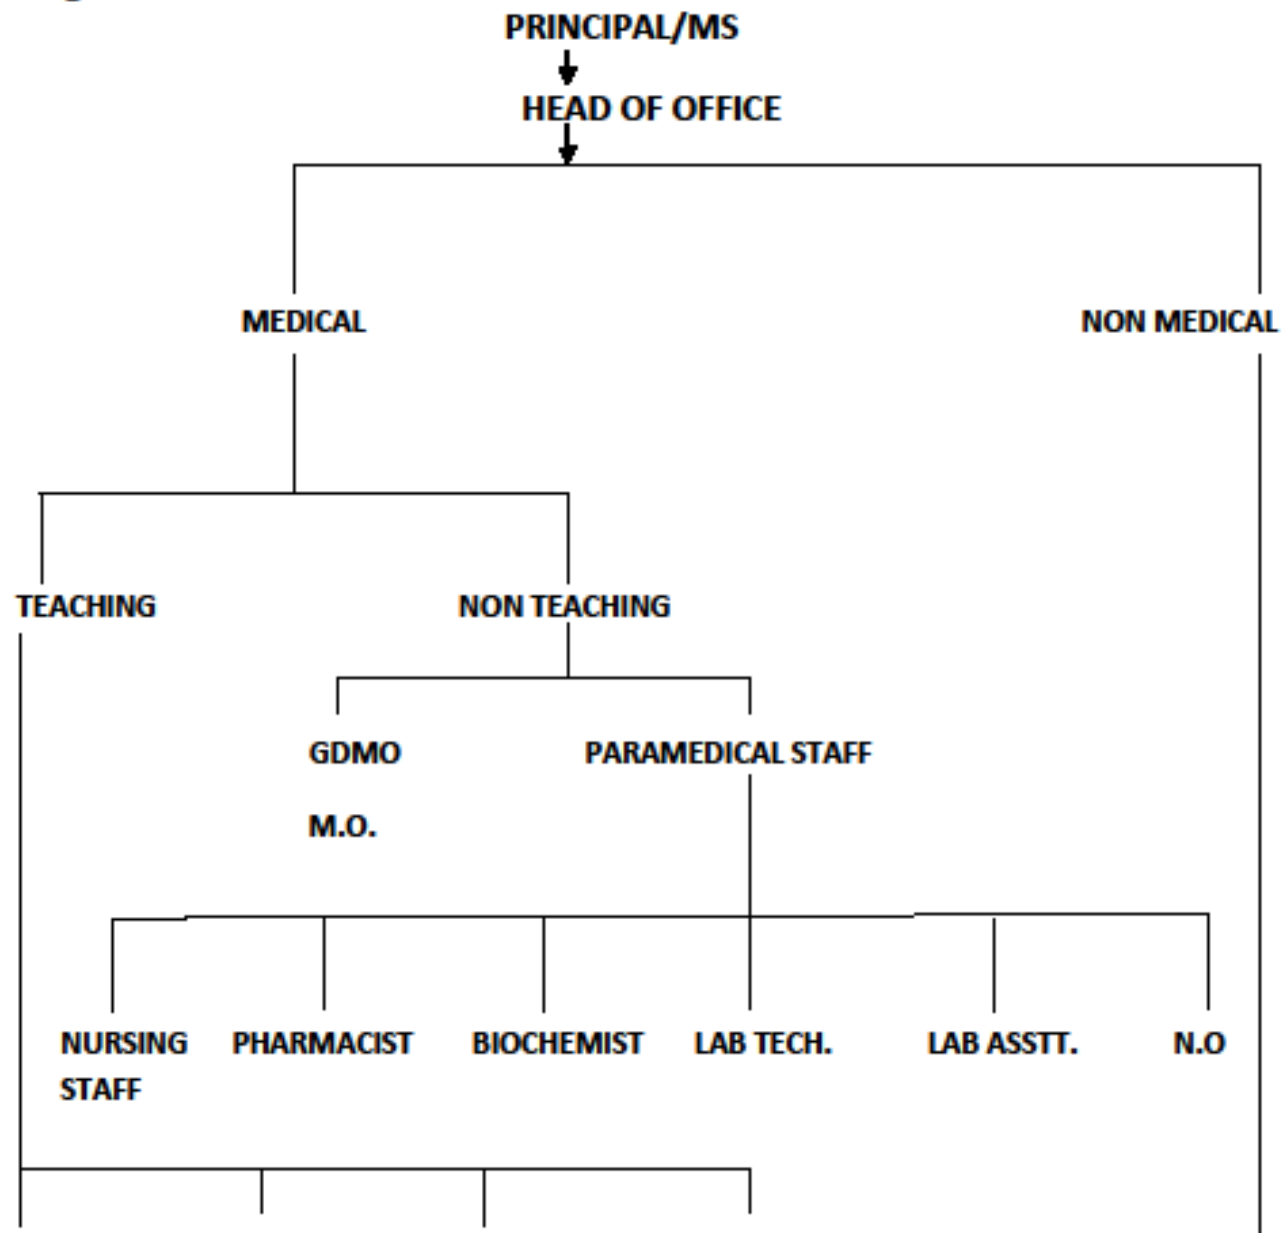 PRINCIPAL/MS
HEAD OF OFFICE
MEDICAL
NON MEDICAL
TEACHING
NON TEACHING
GDMO
PARAMEDICAL STAFF
M.O.
NURSING
STAFF
PHARMACIST
BIOCHEMIST
LAB TECH.
LAB ASSTT.
N.O